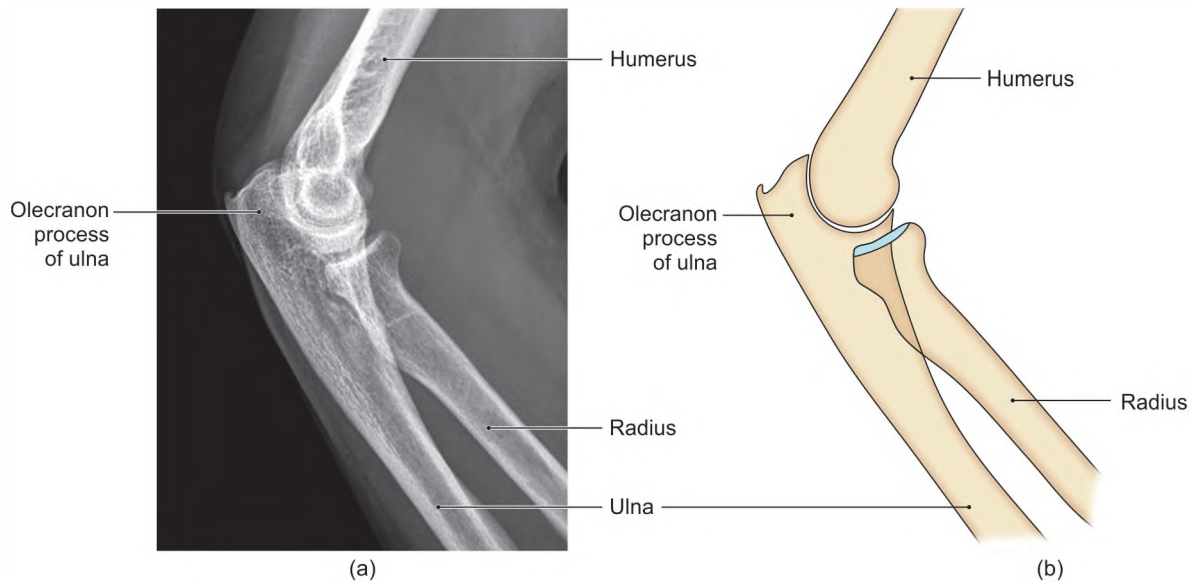 Humerus
Olecranon
process
of ulna
Radius
Ulna
(a)
Humerus
Olecranon
process
of ulna
Radius
(b)